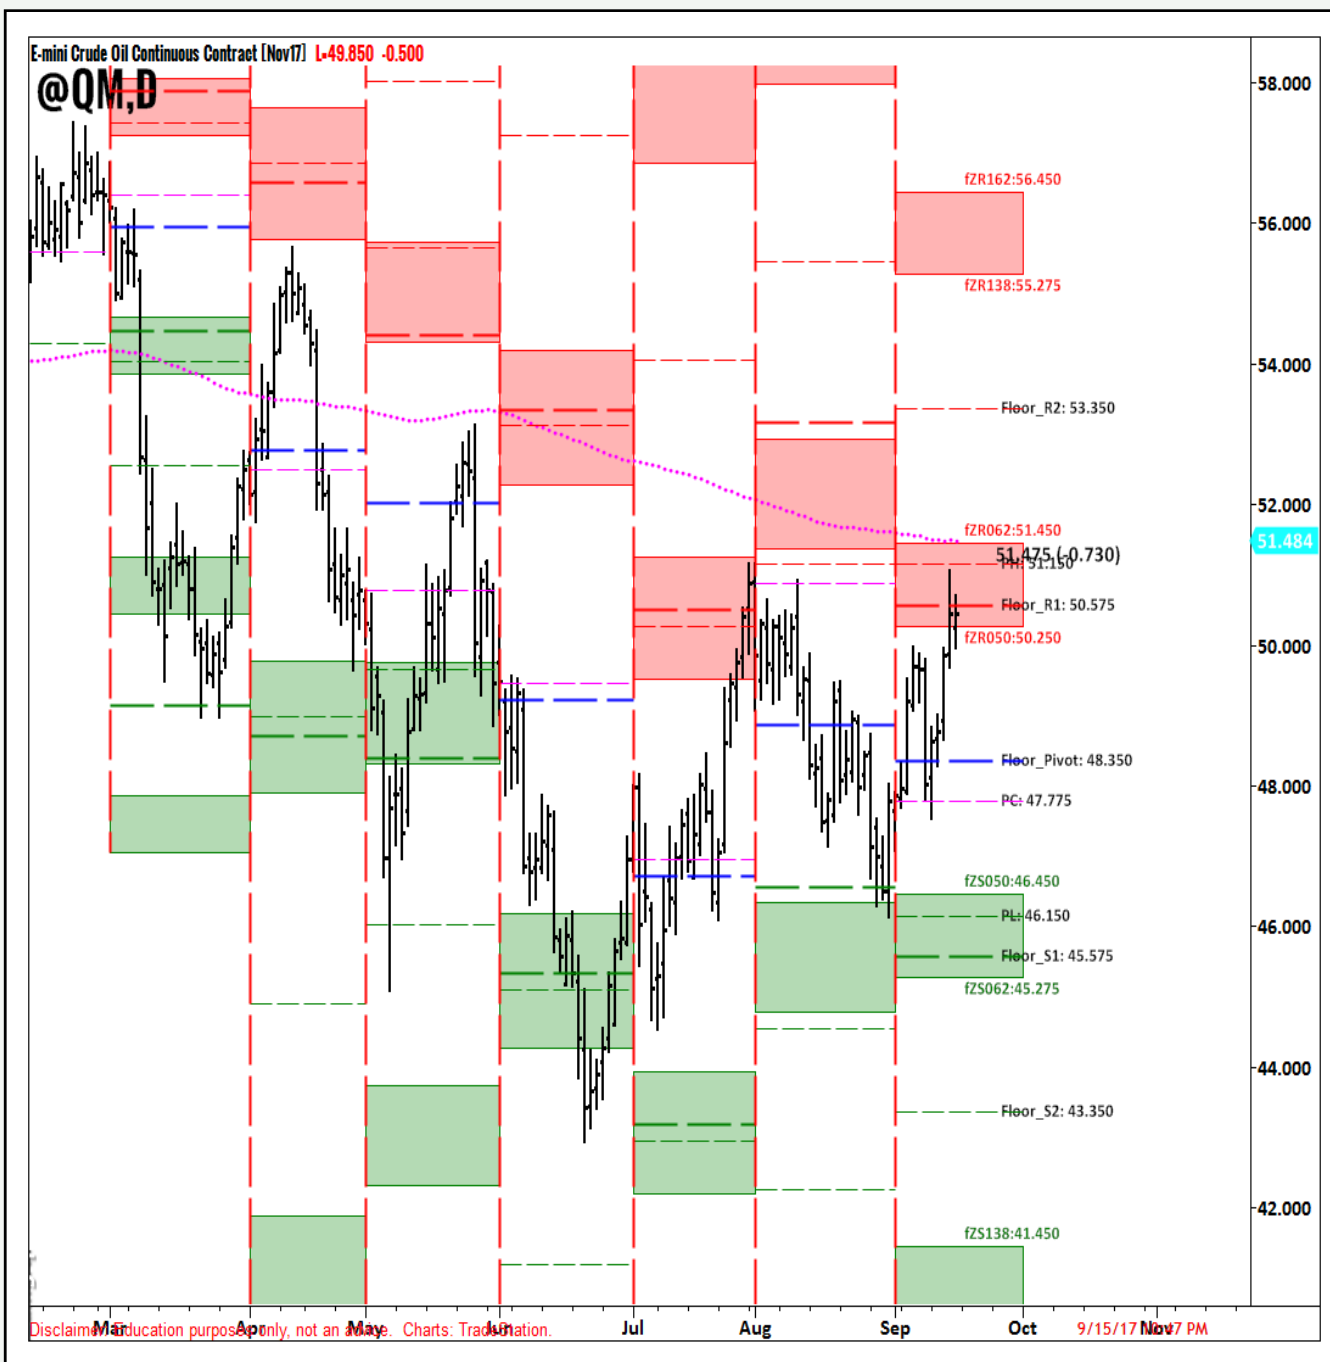 E-mini Crude Oil Continuous Contract [Nov17] L=49.850 -0.500
@QM,D
58.000
fZR162:56.450
56.000
fZR138:55.275
54.000
Floor_R2: 53.350
52.000
fZR062:51.450
51.484
51.475 (-0.730)
PH: 51.150
Floor_R1: 50.575
fZR050:50.250
50.000
Floor_Pivot: 48.350
48.000
PC: 47.775
fZS050:46.450
PL: 46.150
46.000
Floor_S1: 45.575
fZS062:45.275
44.000
Floor_S2: 43.350
42.000
fZS138:41.450
Mar Apr May Jun Jul Aug Sep Oct Nov
Disclaimer: Education purposes only, not an advice. Charts: TradeStation.
9/15/17 10:47 PM